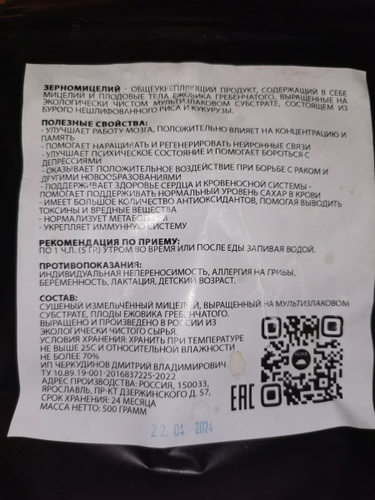 ЗЕРНОМИЦЕЛИЙ - ОБЩЕУКРЕПЛЯЮЩИЙ ПРОДУКТ, СОДЕРЖАЩИЙ В СЕБЕ
МИЦЕЛИЙ И ПЛОДОВЫЕ ТЕЛА ЕЖОВИКА ГРЕБЕНЧАТОГО, ВЫРАЩЕННЫЕ НА
ЭКОЛОГИЧЕСКИ ЧИСТОМ МУЛЬТИЗЛАКОВОМ СУБСТРАТЕ, СОСТОЯЩЕМ ИЗ
БУРОГО НЕШЛИФОВАННОГО РИСА И КУКУРУЗЫ.
ПОЛЕЗНЫЕ СВОЙСТВА:
- УЛУЧШАЕТ РАБОТУ МОЗГА, ПОЛОЖИТЕЛЬНО ВЛИЯЕТ НА КОНЦЕНТРАЦИЮ И
ПАМЯТЬ
- ПОМОГАЕТ НАРАЩИВАТЬ И РЕГЕНЕРИРОВАТЬ НЕЙРОННЫЕ СВЯЗИ
- УЛУЧШАЕТ ПСИХИЧЕСКОЕ СОСТОЯНИЕ И ПОМОГАЕТ БОРОТЬСЯ С
ДЕПРЕССИЯМИ
- ОКАЗЫВАЕТ ПОЛОЖИТЕЛЬНОЕ ВОЗДЕЙСТВИЕ ПРИ БОРЬБЕ С РАКОМ И
ДРУГИМИ НОВООБРАЗОВАНИЯМИ
- ПОДДЕРЖИВАЕТ ЗДОРОВЬЕ СЕРДЦА И КРОВЕНОСНОЙ СИСТЕМЫ -
ПОМОГАЕТ ПОДДЕРЖИВАТЬ НОРМАЛЬНЫЙ УРОВЕНЬ САХАР В КРОВИ
- ИМЕЕТ БОЛЬШОЕ КОЛИЧЕСТВО АНТИОКСИДАНТОВ, ПОМОГАЯ ВЫВОДИТЬ
ТОКСИНЫ И ВРЕДНЫЕ ВЕЩЕСТВА
- НОРМАЛИЗУЕТ МЕТАБОЛИЗМ
- УКРЕПЛЯЕТ ИММУННУЮ СИСТЕМУ
РЕКОМЕНДАЦИЯ ПО ПРИЕМУ:
ПО 1 Ч.Л. (5 ГР) УТРОМ ВО ВРЕМЯ ИЛИ ПОСЛЕ ЕДЫ ЗАПИВАЯ ВОДОЙ.
ПРОТИВОПОКАЗАНИЯ:
ИНДИВИДУАЛЬНАЯ НЕПЕРЕНОСИМОСТЬ, АЛЛЕРГИЯ НА ГРИБЫ,
БЕРЕМЕННОСТЬ, ЛАКТАЦИЯ, ДЕТСКИЙ ВОЗРАСТ.
СОСТАВ:
СУШЕНЫЙ ИЗМЕЛЬЧЁННЫЙ МИЦЕЛИЙ, ВЫРАЩЕННЫЙ НА МУЛЬТИЗЛАКОВОМ
СУБСТРАТЕ, ПЛОДЫ ЕЖОВИКА ГРЕБЕНЧАТОГО.
ВЫРАЩЕНО И ПРОИЗВЕДЕНО В РОССИИ ИЗ
ЭКОЛОГИЧЕСКИ ЧИСТОГО СЫРЬЯ.
УСЛОВИЯ ХРАНЕНИЯ: ХРАНИТЬ ПРИ ТЕМПЕРАТУРЕ
НЕ ВЫШЕ 25С И ОТНОСИТЕЛЬНОЙ ВЛАЖНОСТИ
НЕ БОЛЕЕ 70%
ИП ЧЕРКУДИНОВ ДМИТРИЙ ВЛАДИМИРОВИЧ
ТУ 10.89.19-001-2016837225-2022
АДРЕС ПРОИЗВОДСТВА: РОССИЯ, 150033,
ЯРОСЛАВЛЬ, ПР-КТ ДЗЕРЖИНСКОГО Д. 57,
СРОК ХРАНЕНИЯ: 24 МЕСЯЦА
МАССА НЕТТО: 500 ГРАММ
ЕАС
22 04. 2024